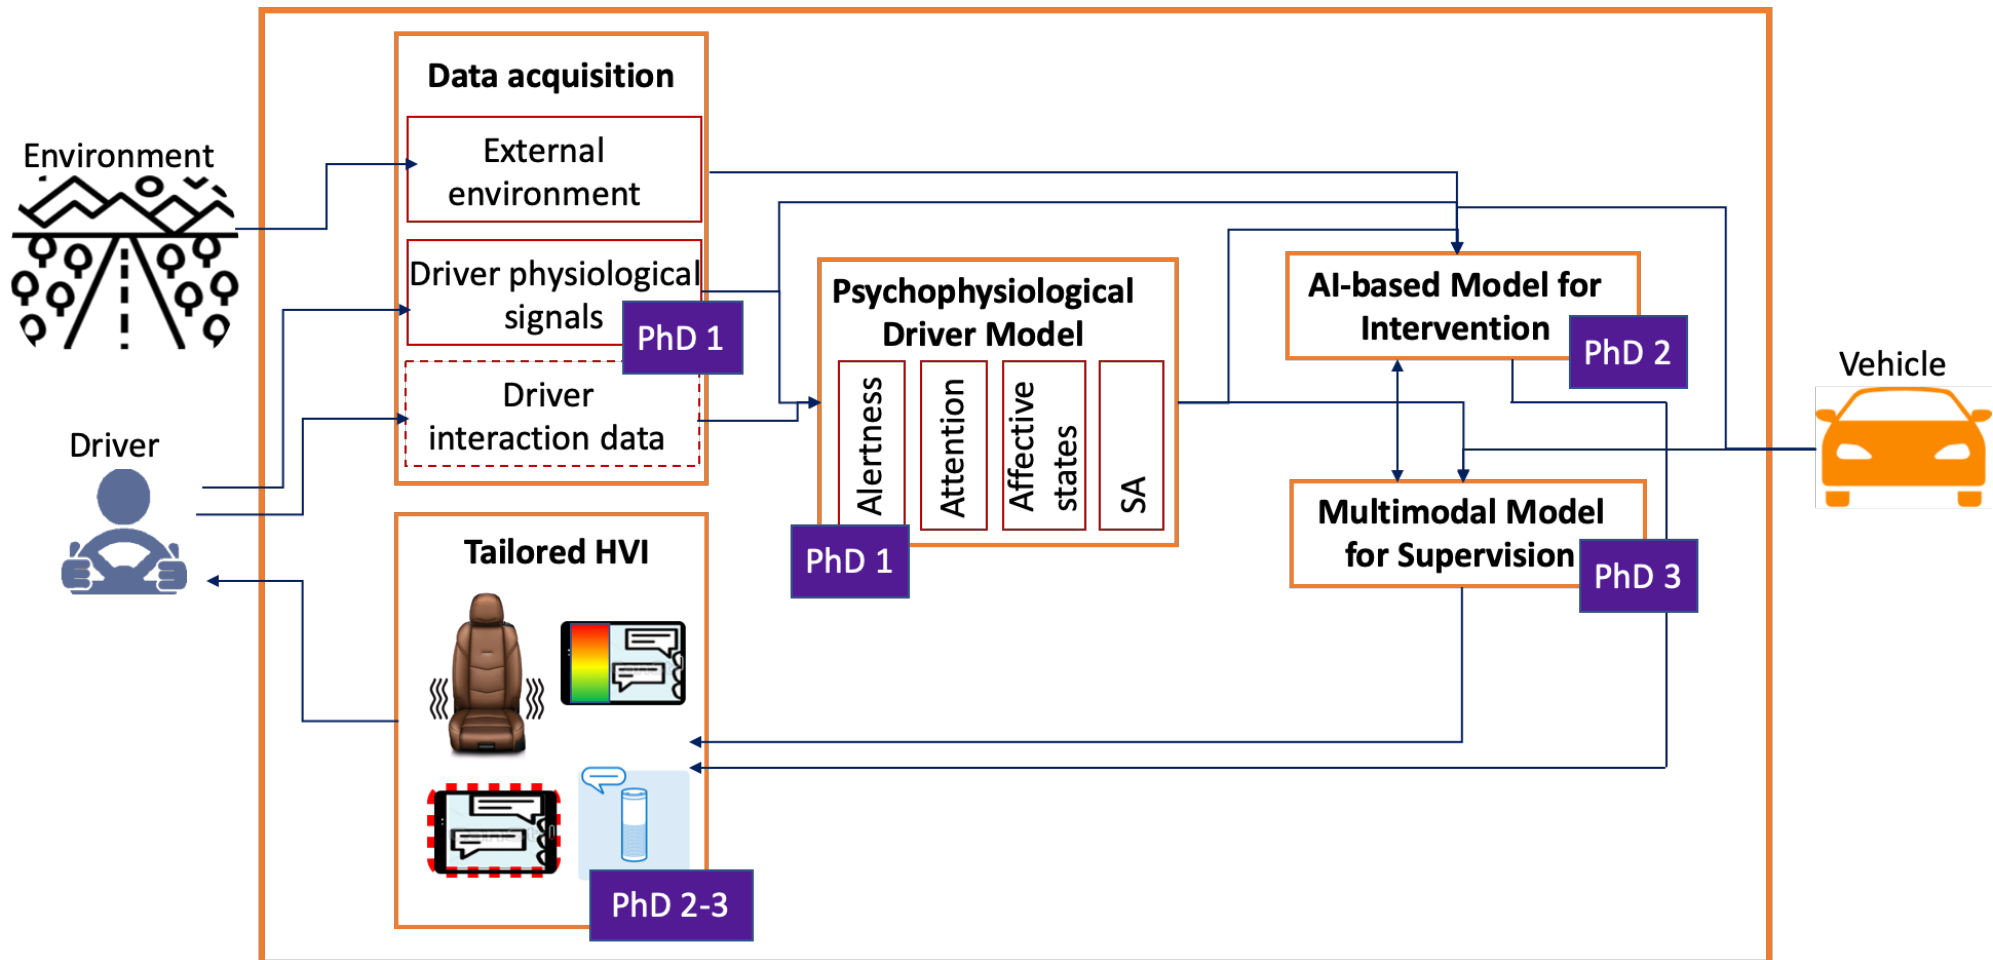 Data acquisition
External
environment
Environment
Driver physiological
signals
PhD 1
Driver
interaction data
Driver
Psychophysiological
Driver Model
Alertness
Attention
Affective
states
SA
PhD 1
AI-based Model for
Intervention
PhD 2
Vehicle
Multimodal Model
for Supervision
PhD 3
Tailored HVI
PhD 2-3